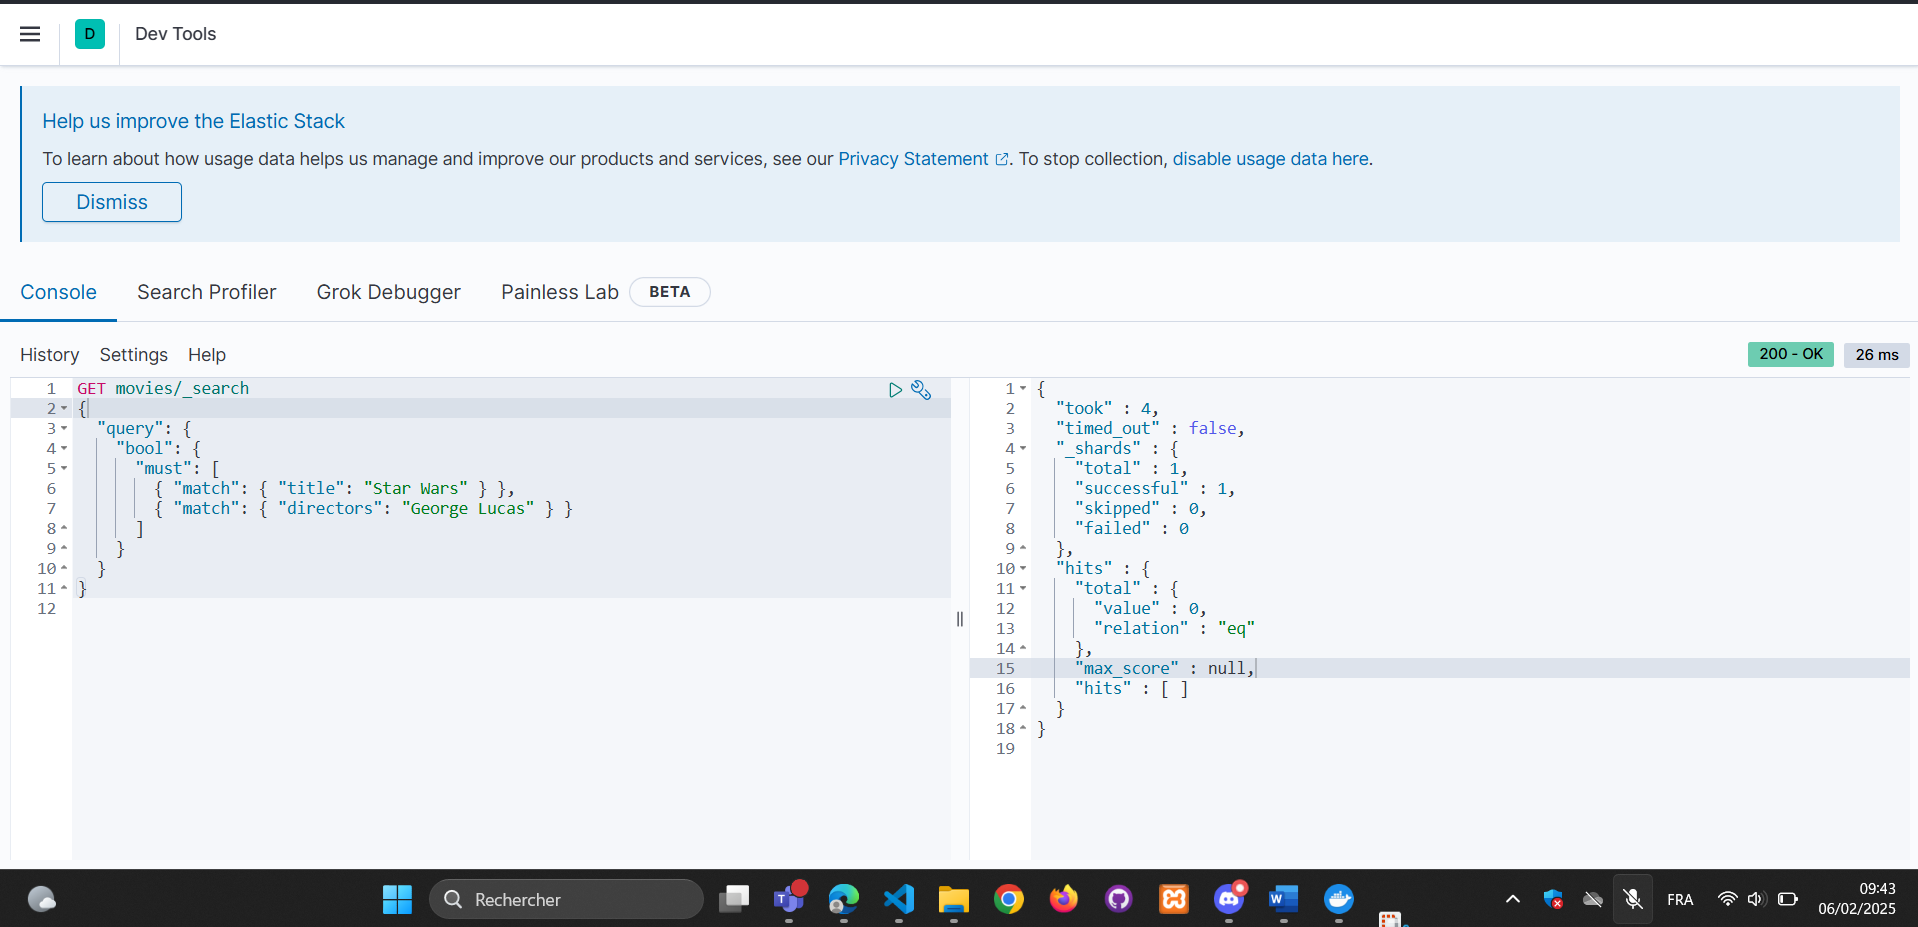 D Dev Tools
Help us improve the Elastic Stack
To learn about how usage data helps us manage and improve our products and services, see our Privacy Statement. To stop collection, disable usage data here.
Dismiss
Console Search Profiler Grok Debugger Painless Lab BETA
History Settings Help
200 - OK 26 ms
1 GET movies/_search
2 {
3 "query": {
4 "bool": {
5 "must": [
6 { "match": { "title": "Star Wars" } },
7 { "match": { "directors": "George Lucas" } }
8 ]
9 }
10 }
11 }
12
1 {
2 "took" : 4,
3 "timed_out" : false,
4 "_shards" : {
5 "total" : 1,
6 "successful" : 1,
7 "skipped" : 0,
8 "failed" : 0
9 },
10 "hits" : {
11 "total" : {
12 "value" : 0,
13 "relation" : "eq"
14 },
15 "max_score" : null,
16 "hits" : [ ]
17 }
18 }
19
Rechercher
FRA
09:43
06/02/2025